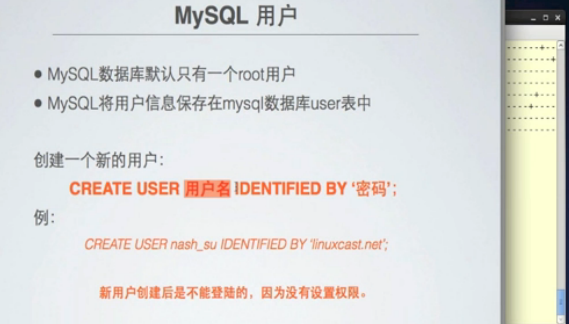 MySQL 用户
● MySQL数据库默认只有一个root用户
● MySQL将用户信息保存在mysql数据库user表中
创建一个新的用户：
CREATE USER 用户名 IDENTIFIED BY ‘密码’;
例：
CREATE USER nash_su IDENTIFIED BY ‘linuxcast.net’;
新用户创建后是不能登陆的，因为没有设置权限。